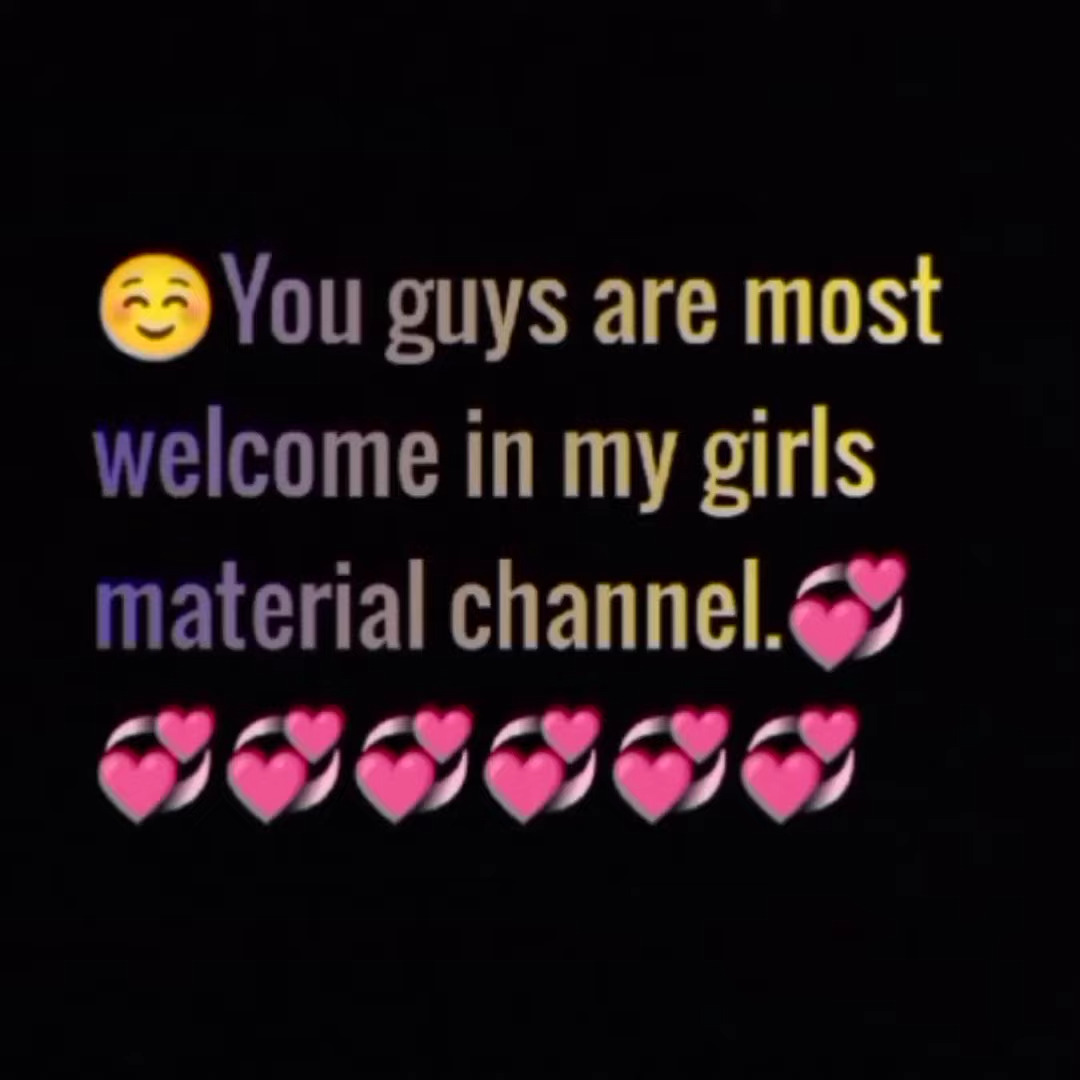 ☺️You guys are most
welcome in my girls
material channel.💞
💞💞💞💞💞💞